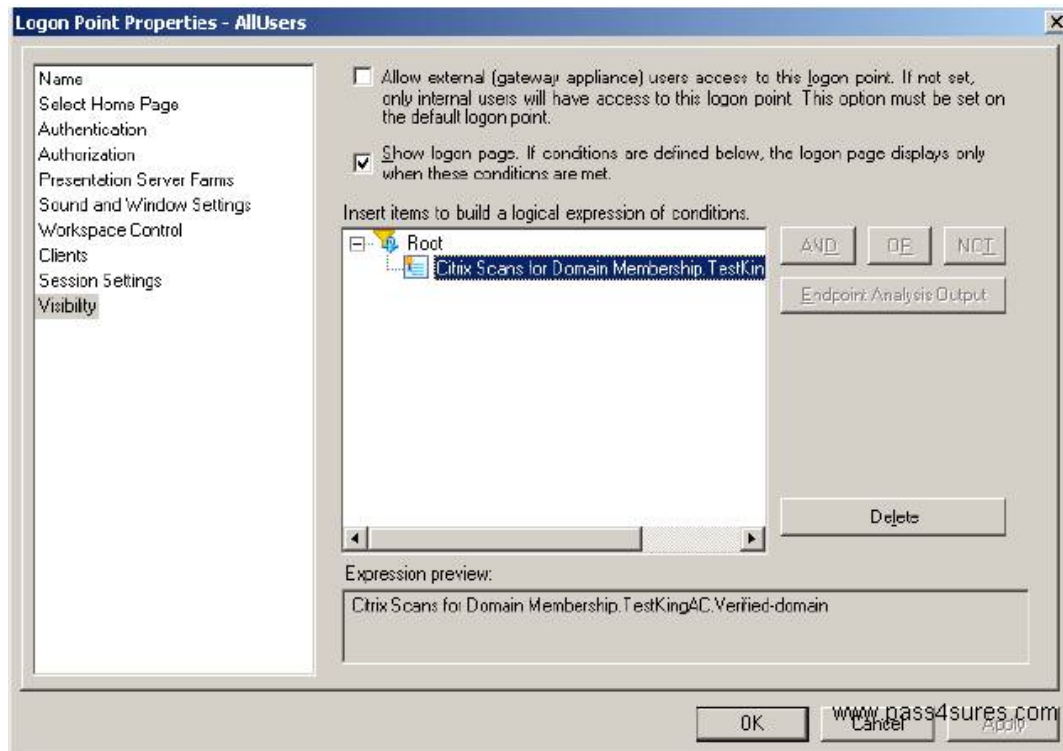 Logon Point Properties - AllUsers
Name
Select Home Page
Authentication
Authorization
Presentation Server Farms
Sound and Window Settings
Workspace Control
Clients
Session Settings
Visibility
Allow external (gateway appliance) users access to this logon point. If not set,
only internal users will have access to this logon point. This option must be set on
the default logon point.
Show logon page. If conditions are defined below, the logon page displays only
when these conditions are met.
Insert items to build a logical expression of conditions.
Root
Citrix Scans for Domain Membership.TestKin
AND
OR
NOT
Endpoint Analysis Output
Delete
Expression preview:
Citrix Scans for Domain Membership.TestKingAC.Verified-domain
OK
Cancel
Apply
www.pass4sures.com